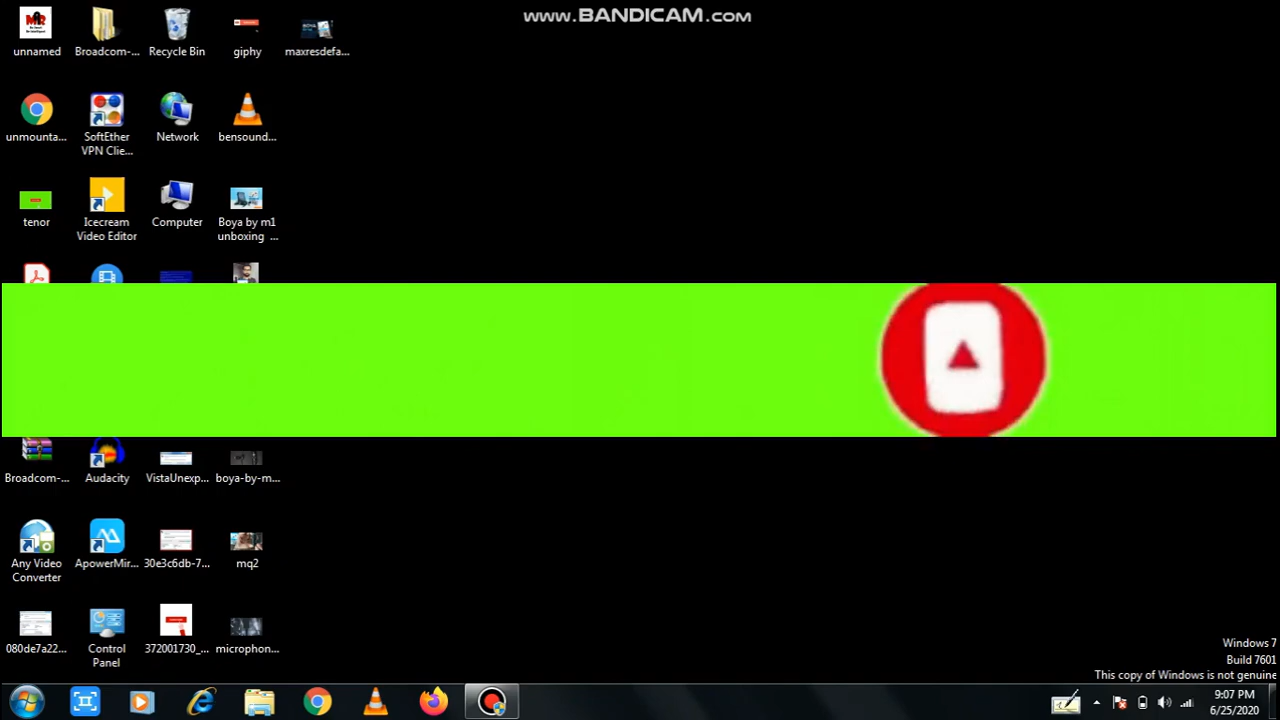 www.BANDICAM.com
unnamed
Broadcom-...
Recycle Bin
giphy
maxresdefa...
unmounta...
SoftEther
VPN Clie...
Network
bensound...
tenor
Icecream
Video Editor
Computer
Boya by m1
unboxing ...
Broadcom-...
Audacity
VistaUnexp...
boya-by-m...
Any Video
Converter
ApowerMir...
30e3c6db-7...
mq2
080de7a22...
Control
Panel
372001730_...
microphon...
Windows 7
Build 7601
This copy of Windows is not genuine
9:07 PM
6/25/2020